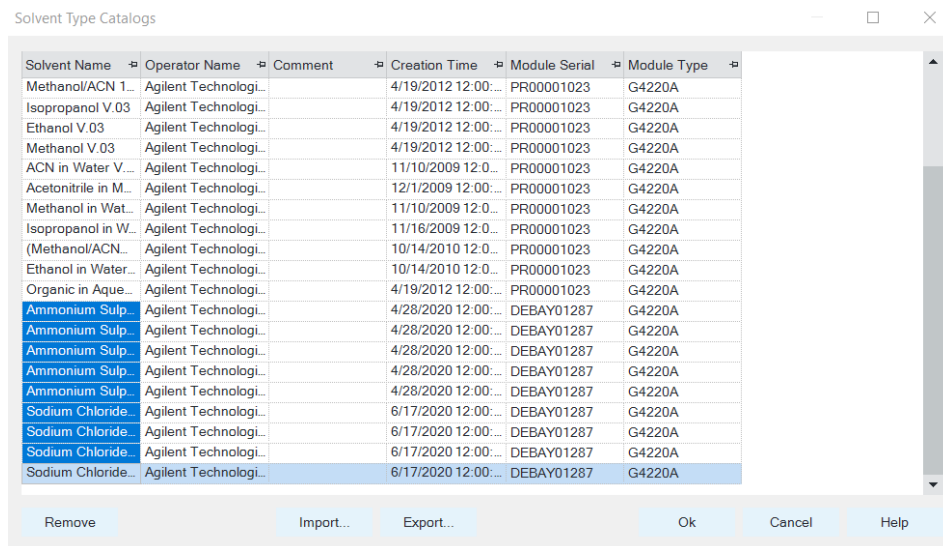 Solvent Type Catalogs
Solvent Name Operator Name Comment Creation Time Module Serial Module Type
Methanol/ACN 1... Agilent Technologi... 4/19/2012 12:00:... PR00001023 G4220A
Isopropanol V.03 Agilent Technologi... 4/19/2012 12:00:... PR00001023 G4220A
Ethanol V.03 Agilent Technologi... 4/19/2012 12:00:... PR00001023 G4220A
Methanol V.03 Agilent Technologi... 4/19/2012 12:00:... PR00001023 G4220A
ACN in Water V.... Agilent Technologi... 11/10/2009 12:0... PR00001023 G4220A
Acetonitrile in M... Agilent Technologi... 12/1/2009 12:00:... PR00001023 G4220A
Methanol in Wat... Agilent Technologi... 11/10/2009 12:0... PR00001023 G4220A
Isopropanol in W... Agilent Technologi... 11/16/2009 12:0... PR00001023 G4220A
(Methanol/ACN... Agilent Technologi... 10/14/2010 12:0... PR00001023 G4220A
Ethanol in Water... Agilent Technologi... 10/14/2010 12:0... PR00001023 G4220A
Organic in Aque... Agilent Technologi... 4/19/2012 12:00:... PR00001023 G4220A
Ammonium Sulp... Agilent Technologi... 4/28/2020 12:00:... DEBAY01287 G4220A
Ammonium Sulp... Agilent Technologi... 4/28/2020 12:00:... DEBAY01287 G4220A
Ammonium Sulp... Agilent Technologi... 4/28/2020 12:00:... DEBAY01287 G4220A
Ammonium Sulp... Agilent Technologi... 4/28/2020 12:00:... DEBAY01287 G4220A
Ammonium Sulp... Agilent Technologi... 4/28/2020 12:00:... DEBAY01287 G4220A
Sodium Chloride... Agilent Technologi... 6/17/2020 12:00:... DEBAY01287 G4220A
Sodium Chloride... Agilent Technologi... 6/17/2020 12:00:... DEBAY01287 G4220A
Sodium Chloride... Agilent Technologi... 6/17/2020 12:00:... DEBAY01287 G4220A
Sodium Chloride... Agilent Technologi... 6/17/2020 12:00:... DEBAY01287 G4220A
Remove Import... Export... Ok Cancel Help